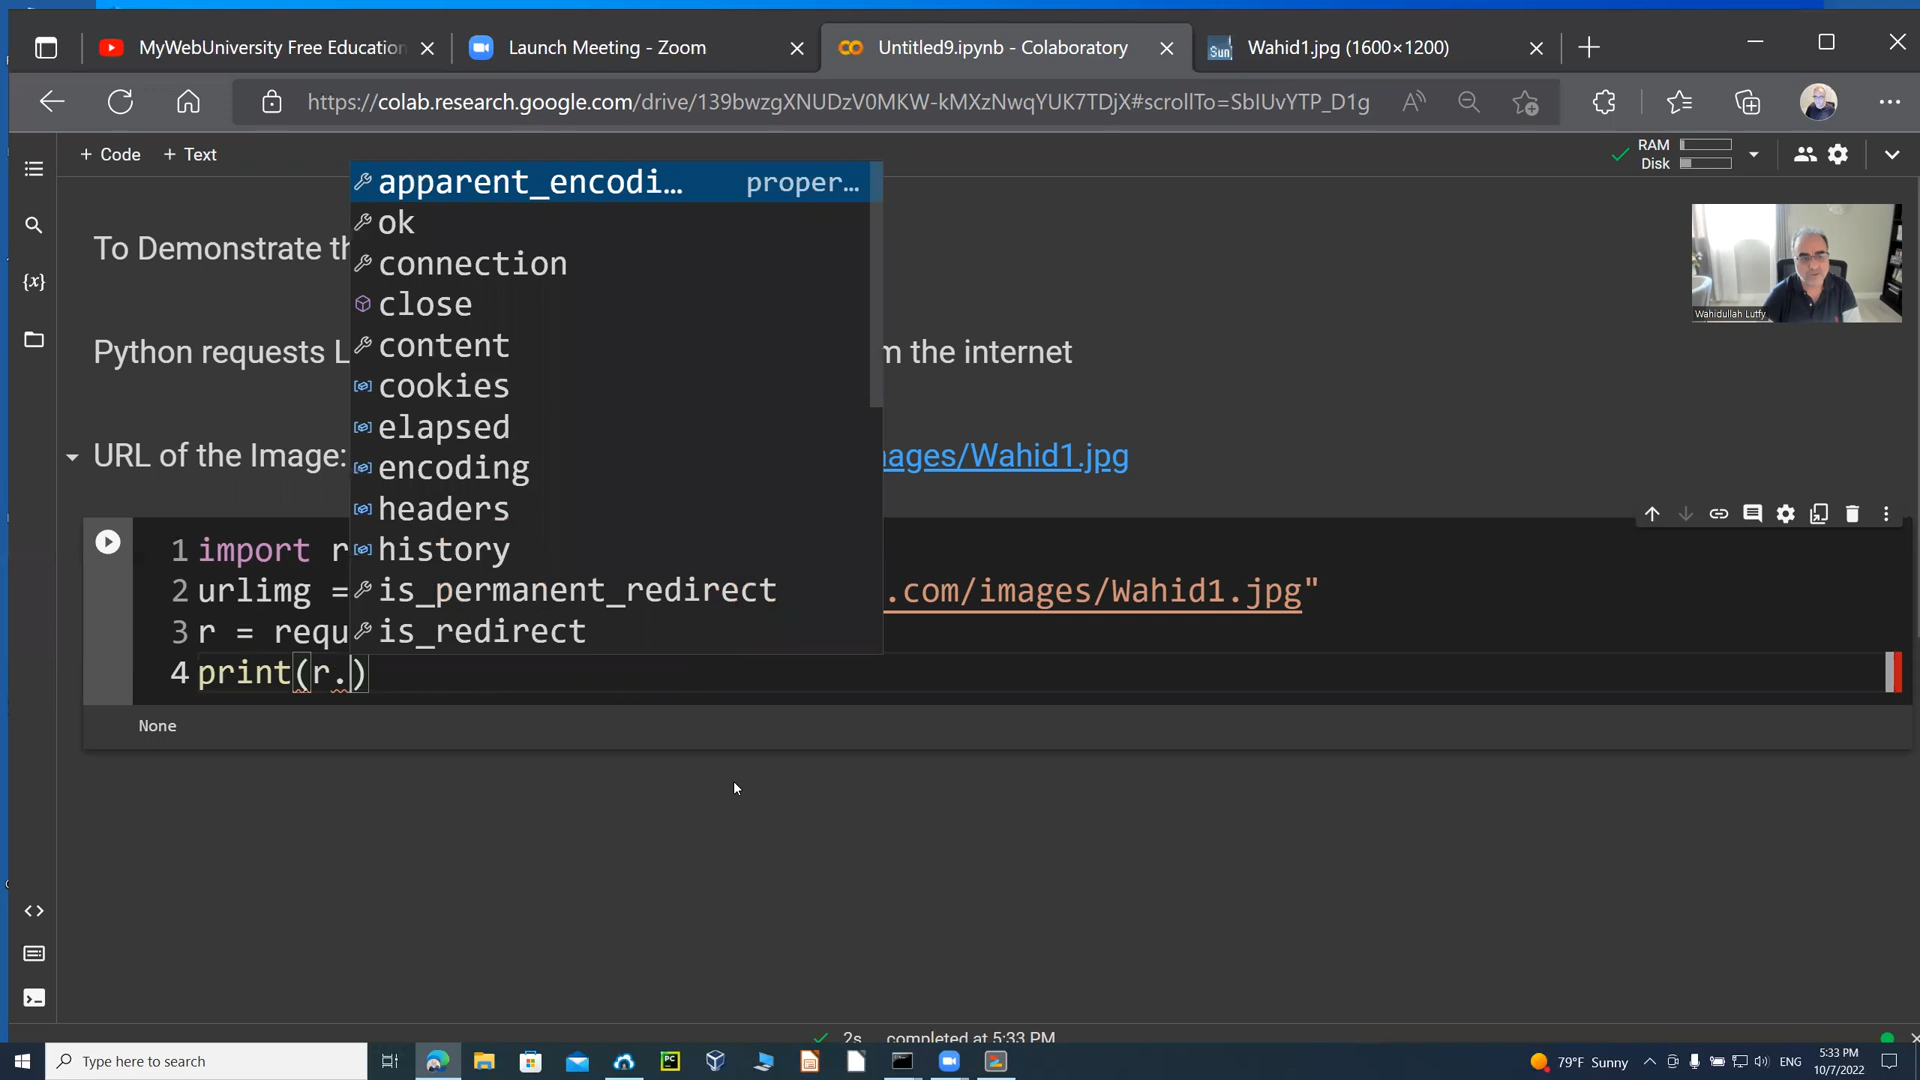 MyWebUniversity Free Education
Launch Meeting - Zoom
Untitled9.ipynb - Colaboratory
Sun
Wahid1.jpg (1600×1200)
https://colab.research.google.com/drive/139bwzgXNUDzV0MKW-kMXzNwqYUK7TDjX#scrollTo=SbIUvYTP_D1g
+ Code + Text
RAM
Disk
apparent_encodi… proper…
ok
To Demonstrate th
connection
close
Wahidullah Lutfy
content
Python requests L
m the internet
cookies
elapsed
URL of the Image:
ages/Wahid1.jpg
encoding
headers
history
1 import r
is_permanent_redirect
2 urlimg =
.com/images/Wahid1.jpg"
is_redirect
3 r = requ
4 print(r.)
None
2s completed at 5:33 PM
Type here to search
PC
79°F Sunny
ENG
5:33 PM
10/7/2022